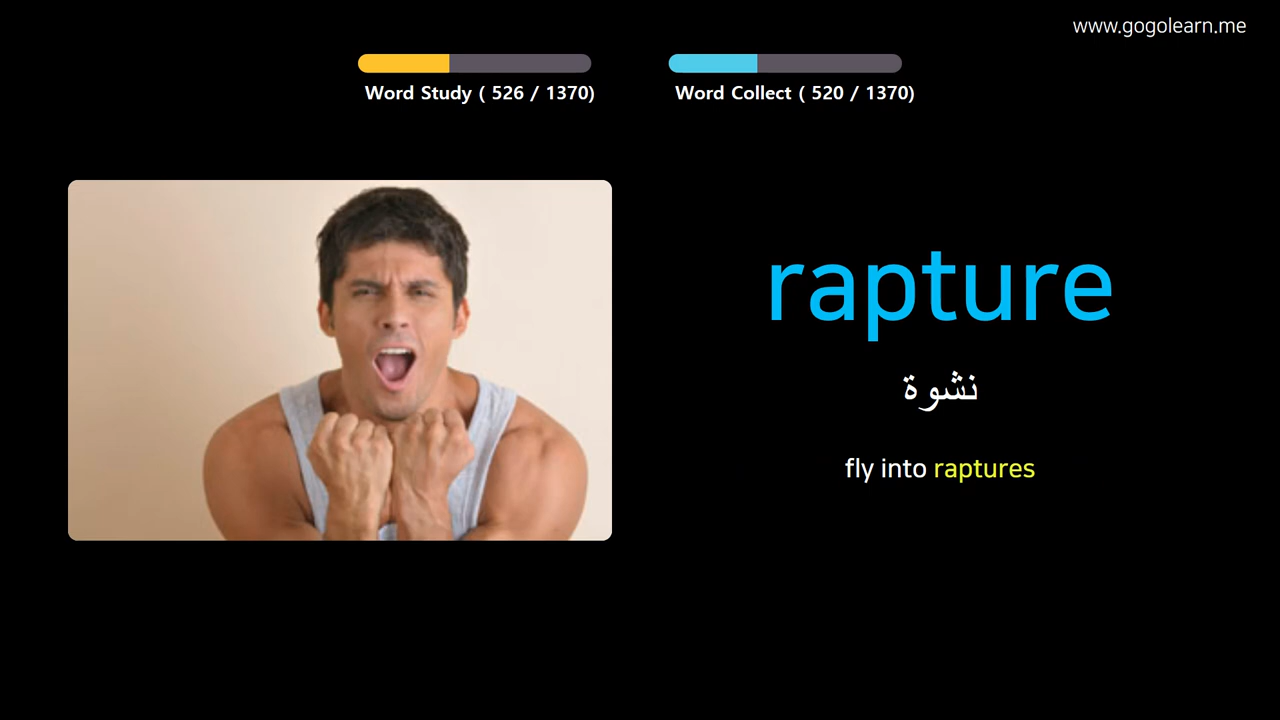 www.gogolearn.me
Word Study ( 526 / 1370)
Word Collect ( 520 / 1370)
rapture
نشوة
fly into raptures